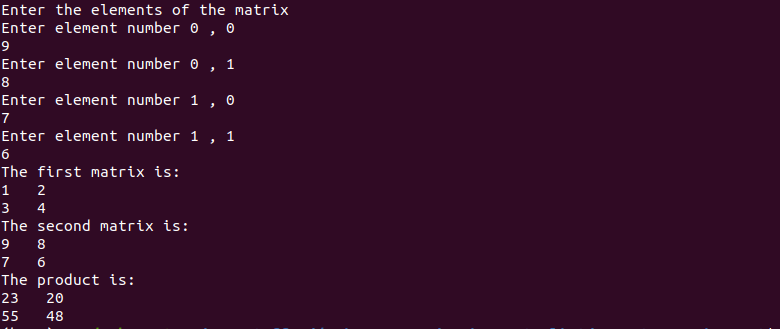 Enter the elements of the matrix
Enter element number 0 , 0
9
Enter element number 0 , 1
8
Enter element number 1 , 0
7
Enter element number 1 , 1
6
The first matrix is:
1   2
3   4
The second matrix is:
9   8
7   6
The product is:
23   20
55   48